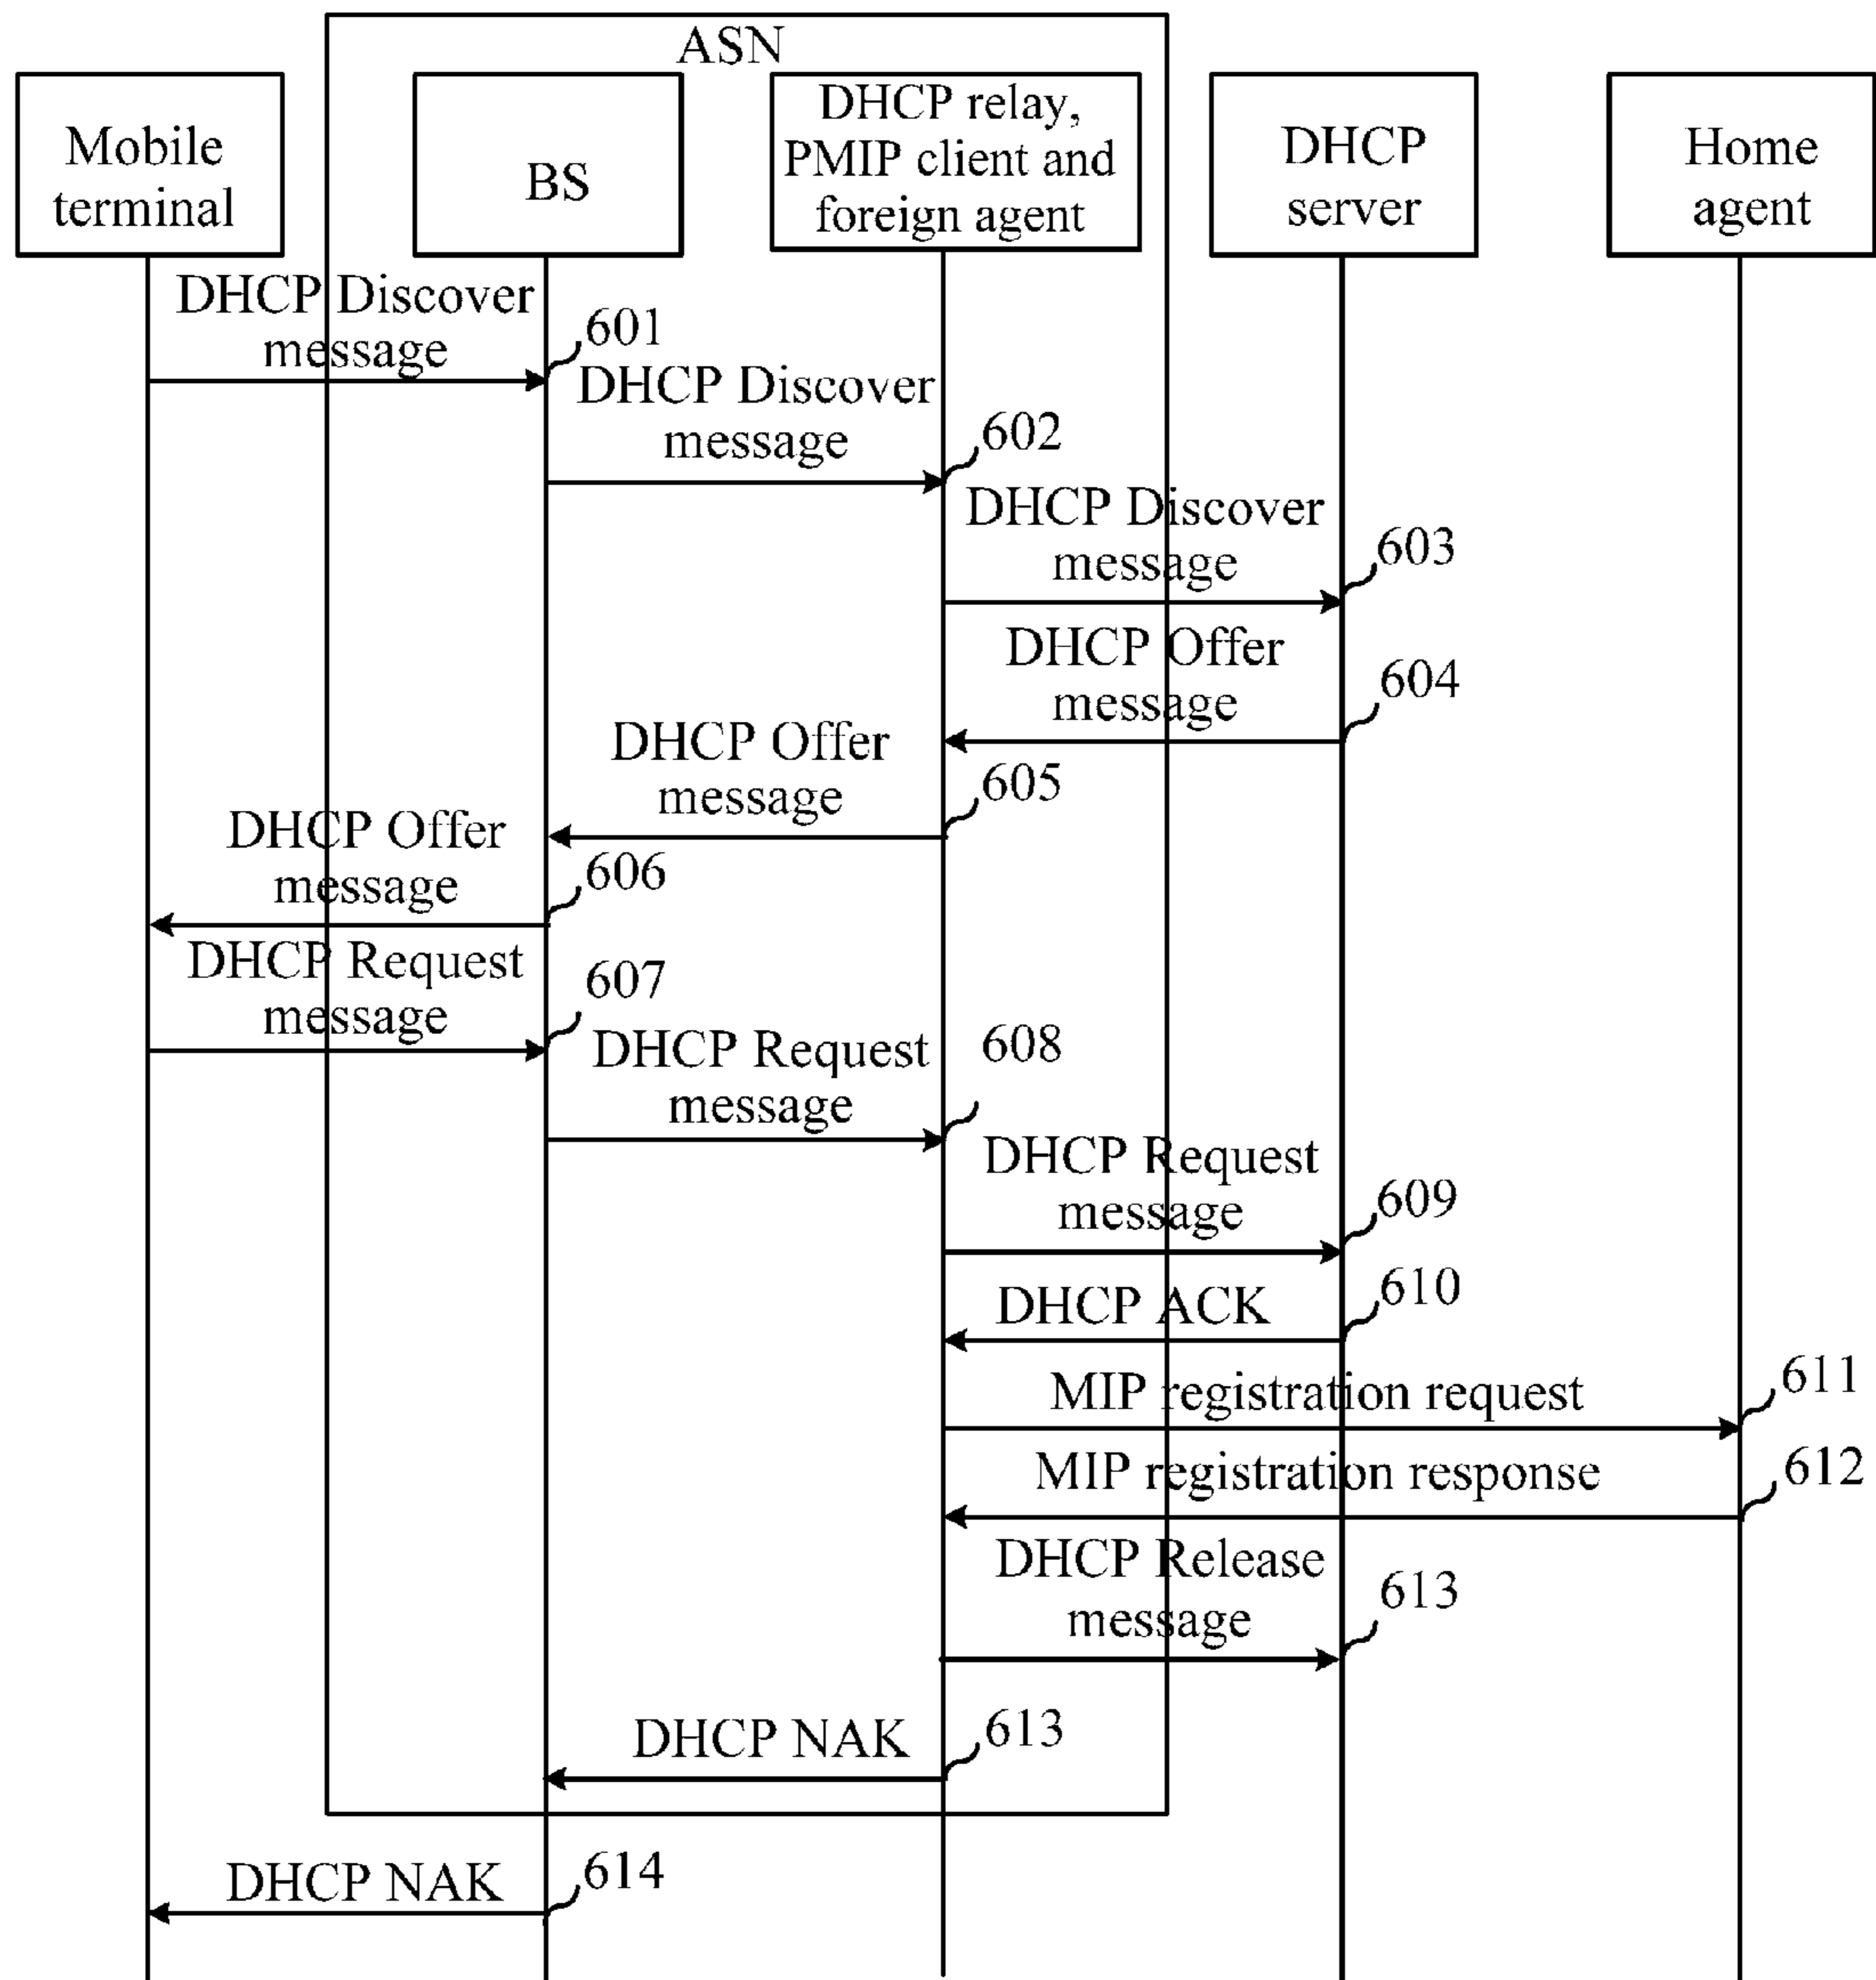 ASN
Mobile
terminal
BS
DHCP relay,
PMIP client and
foreign agent
DHCP
server
Home
agent
DHCP Discover
message
601
DHCP Discover
message
602
DHCP Discover
message
603
DHCP Offer
message
604
DHCP Offer
message
605
DHCP Offer
message
606
DHCP Request
message
607
DHCP Request
message
608
DHCP Request
message
609
DHCP ACK
610
MIP registration request
611
MIP registration response
612
DHCP Release
message
613
DHCP NAK
613
DHCP NAK
614